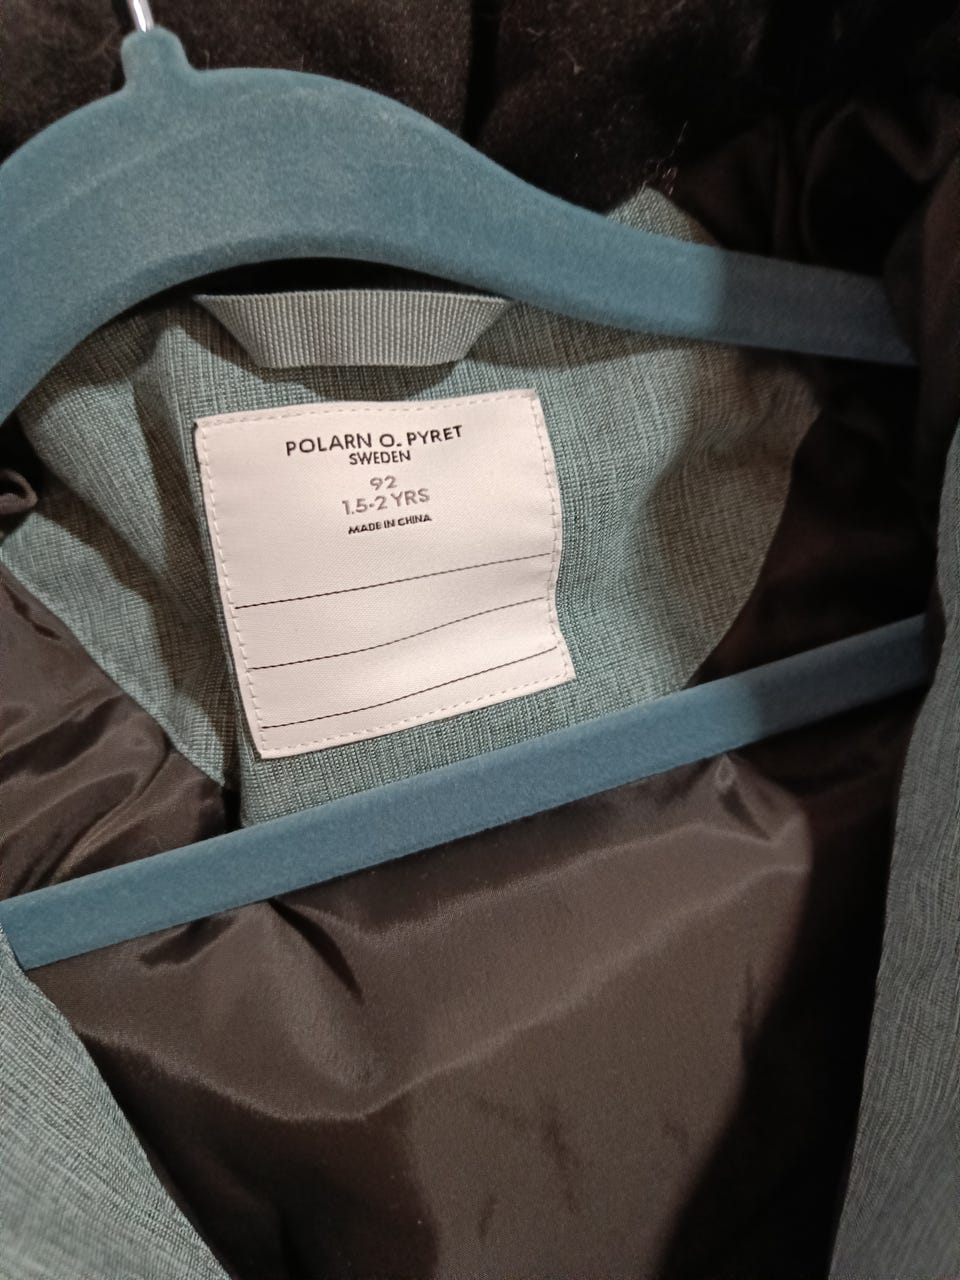 POLARN O. PYRET
SWEDEN
92
1.5-2 YRS
MADE IN CHINA